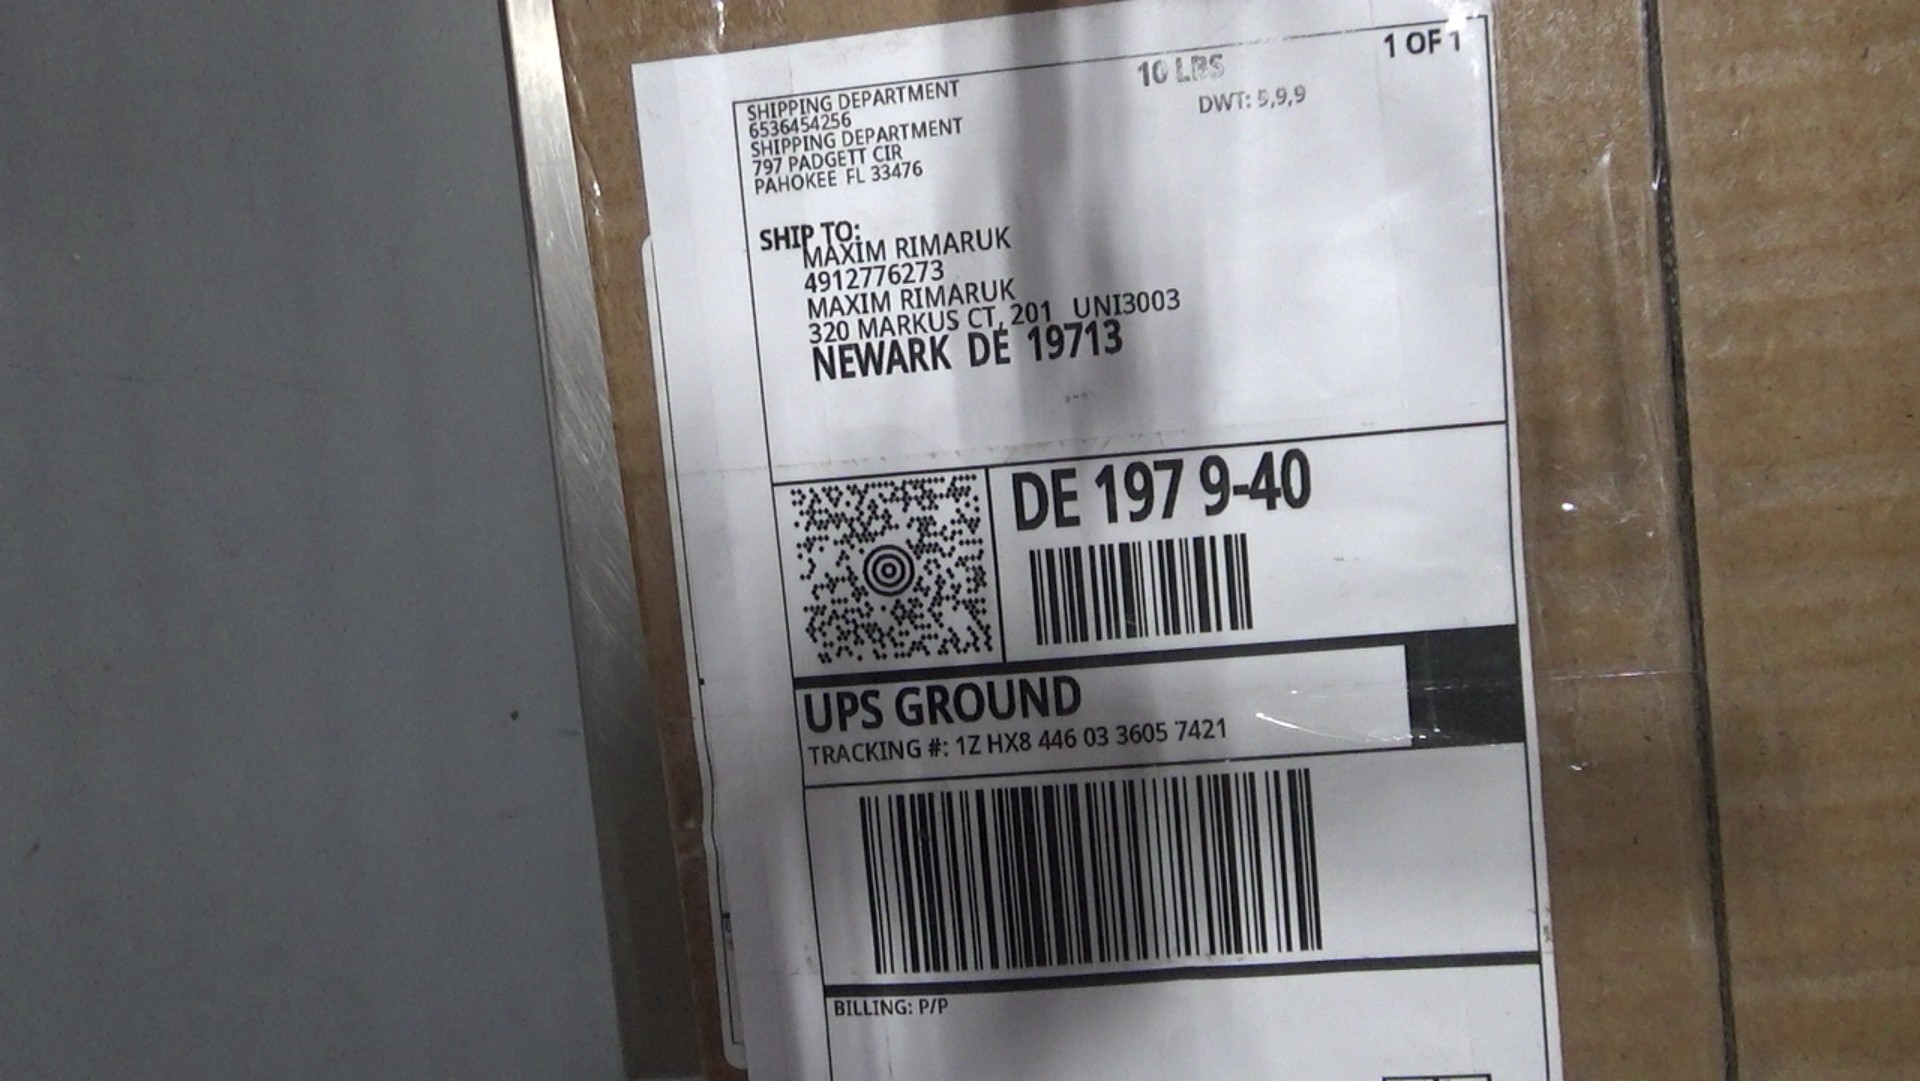 1 OF 1
10 LBS
DWT: 9,9,9
SHIPPING DEPARTMENT
6536454256
SHIPPING DEPARTMENT
797 PADGETT CIR
PAHOKEE FL 33476
SHIP TO:
MAXIM RIMARUK
4912776273
MAXIM RIMARUK
320 MARKUS CT, 201 UNI3003
NEWARK DE 19713
DE 197 9-40
UPS GROUND
TRACKING #: 1Z HX8 446 03 3605 7421
BILLING: P/P